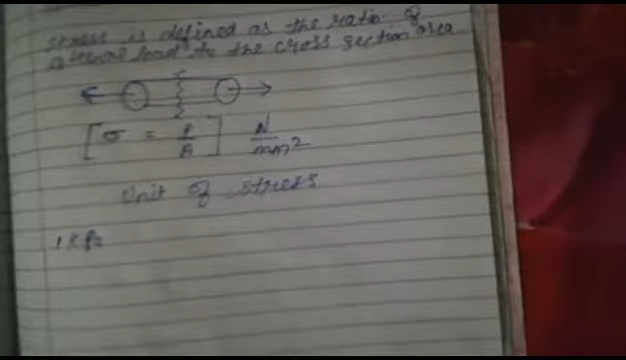 stress is defined as the ratio of
external load to the cross section area
[σ = P/A] N/mm²
Unit of stress
1 KPa